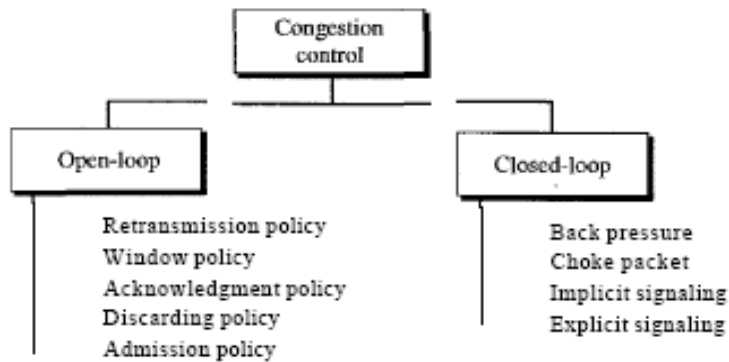 Congestion
control
Open-loop
Closed-loop
Retransmission policy
Window policy
Acknowledgment policy
Discarding policy
Admission policy
Back pressure
Choke packet
Implicit signaling
Explicit signaling